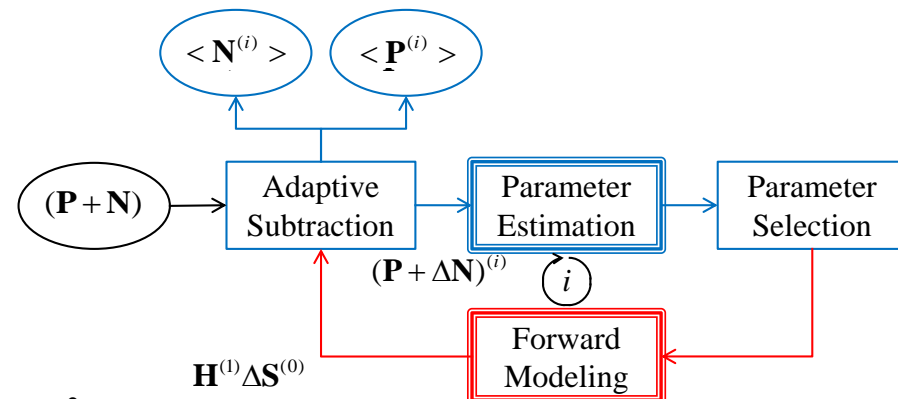 < N^(i) >
< P^(i) >
(P + N)
Adaptive
Subtraction
Parameter
Estimation
Parameter
Selection
(P + ΔN)^(i)
i
Forward
Modeling
H^(1)ΔS^(0)